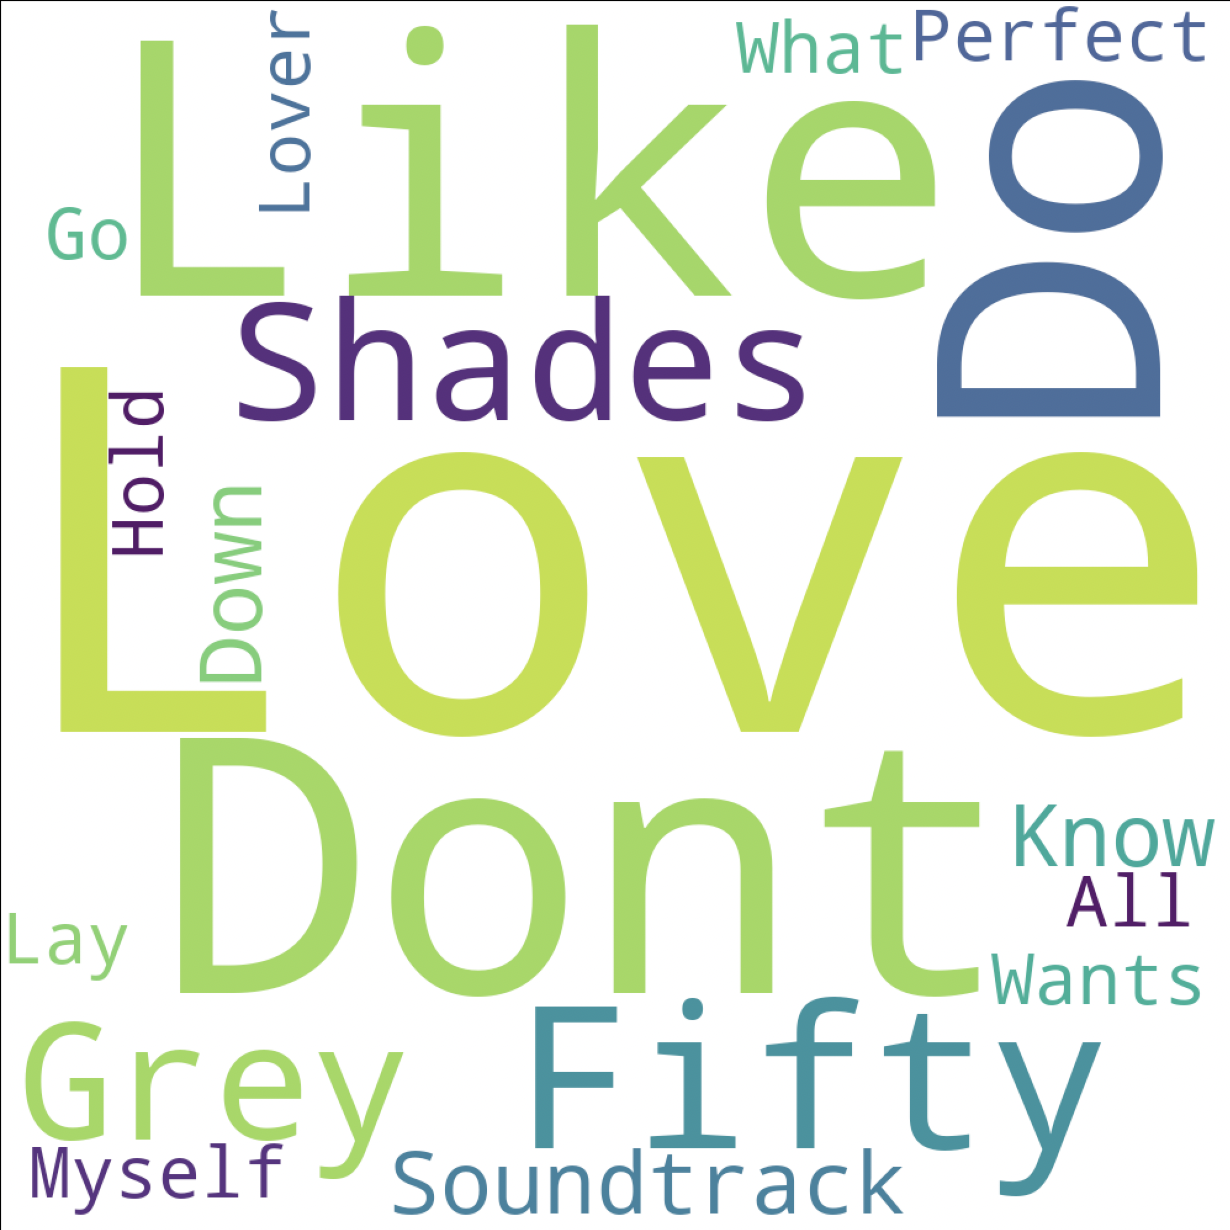 Like
Lover
What
Perfect
Go
Do
Shades
Love
Hold
Down
Dont
Know
All
Lay
Wants
Grey
Fifty
Myself
Soundtrack